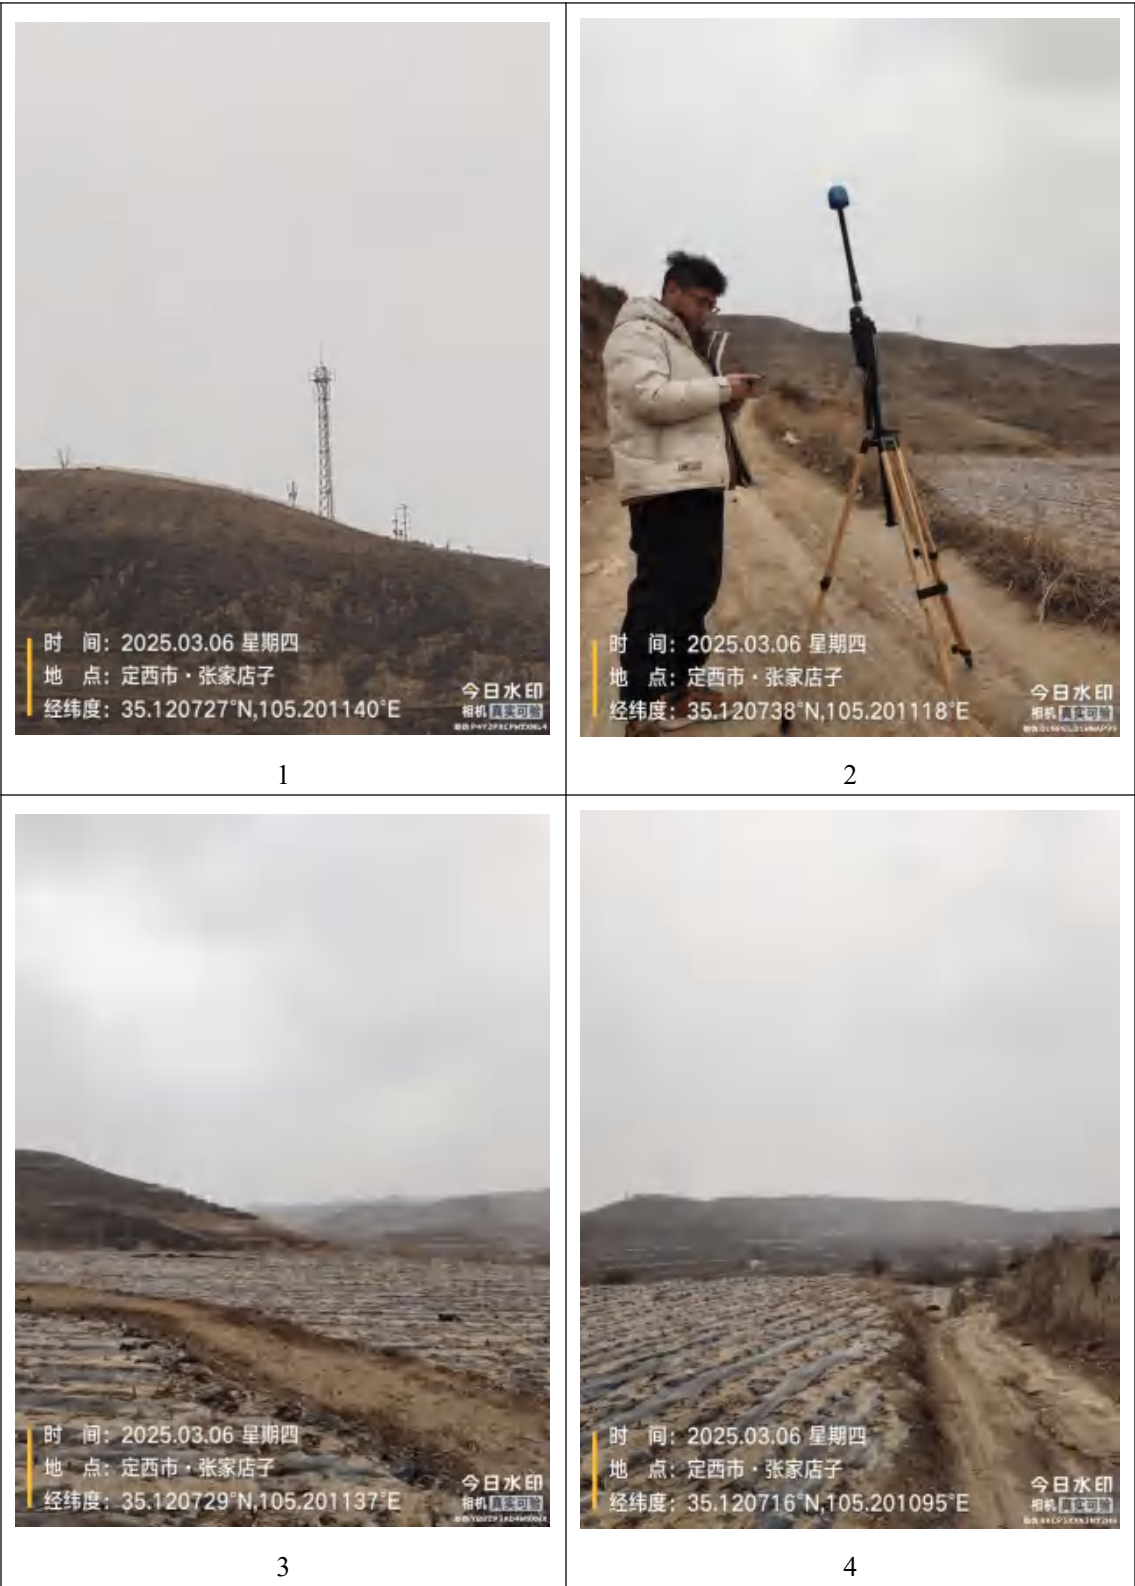 时 间：2025.03.06 星期四
地 点：定西市·张家店子
经纬度：35.120727°N,105.201140°E
今日水印
相机 真实可验
1
时 间：2025.03.06 星期四
地 点：定西市·张家店子
经纬度：35.120738°N,105.201118°E
今日水印
相机 真实可验
2
时 间：2025.03.06 星期四
地 点：定西市·张家店子
经纬度：35.120729°N,105.201137°E
今日水印
相机 真实可验
3
时 间：2025.03.06 星期四
地 点：定西市·张家店子
经纬度：35.120716°N,105.201095°E
今日水印
相机 真实可验
4